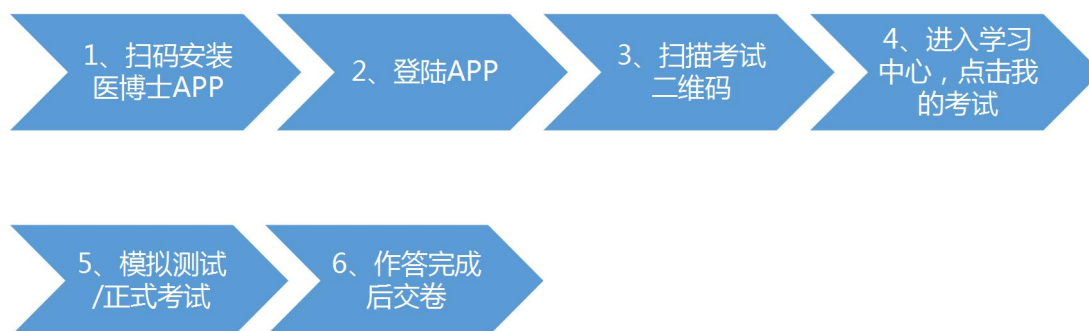 1、扫码安装
医博士APP
2、登陆APP
3、扫描考试
二维码
4、进入学习
中心，点击我
的考试
5、模拟测试
/正式考试
6、作答完成
后交卷